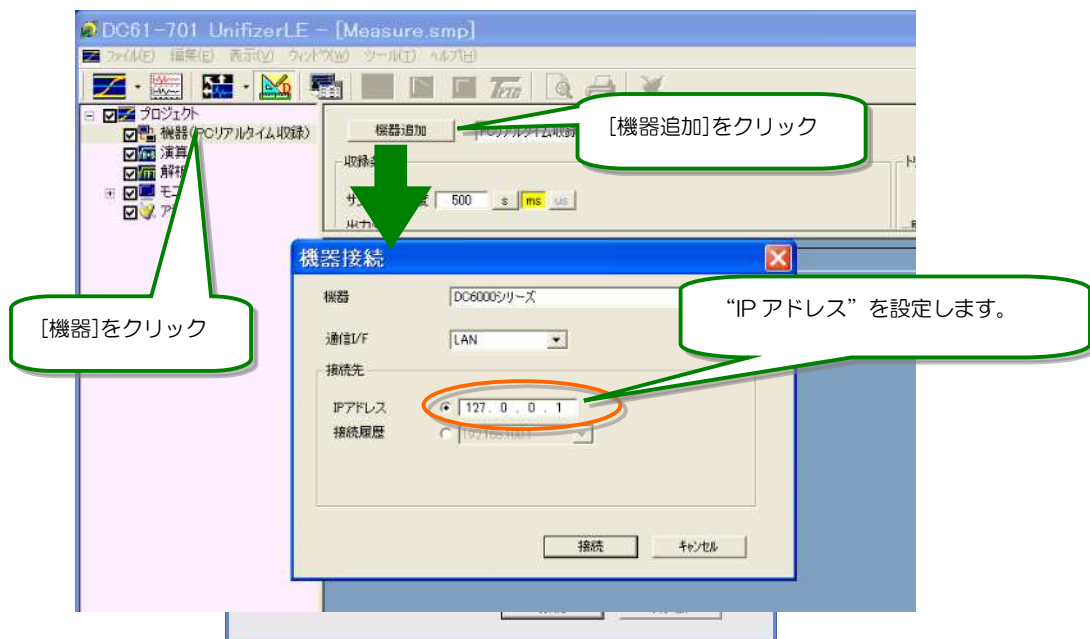 DC61-701 UnifizerLE - [Measure.smp]
ファイル(F) 編集(E) 表示(V) ウィンドウ(W) ツール(T) ヘルプ(H)
プロジェクト
機器(PCリアルタイム収録)
演算
解析
機器追加
[機器追加]をクリック
収録
500 s ms us
機器接続
機器 DC6000シリーズ
“IP アドレス”を設定します。
[機器]をクリック
通信I/F LAN
接続先
IPアドレス 127. 0 . 0 . 1
接続履歴
接続 キャンセル